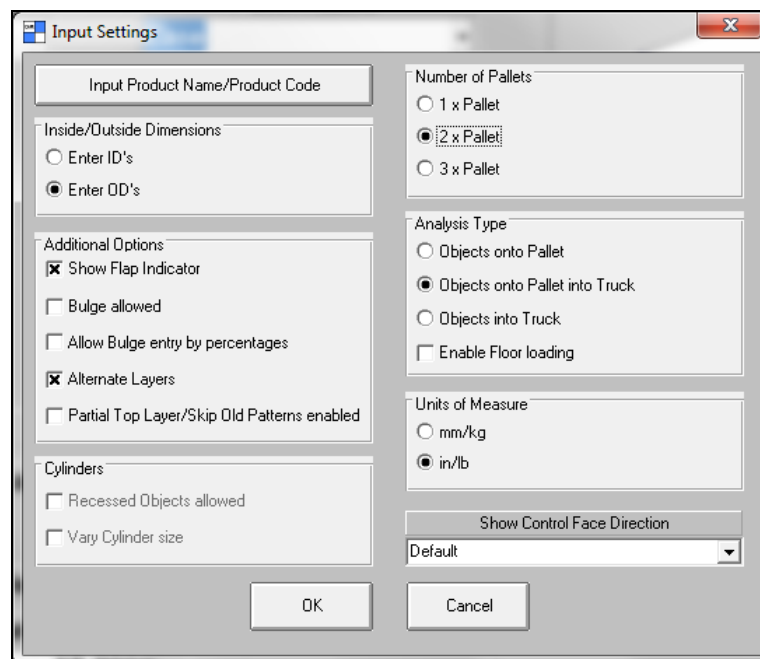 Input Settings
Input Product Name/Product Code
Inside/Outside Dimensions
Enter ID's
Enter OD's
Additional Options
Show Flap Indicator
Bulge allowed
Allow Bulge entry by percentages
Alternate Layers
Partial Top Layer/Skip Old Patterns enabled
Cylinders
Recessed Objects allowed
Vary Cylinder size
Number of Pallets
1 x Pallet
2 x Pallet
3 x Pallet
Analysis Type
Objects onto Pallet
Objects onto Pallet into Truck
Objects into Truck
Enable Floor loading
Units of Measure
mm/kg
in/lb
Show Control Face Direction
Default
OK
Cancel